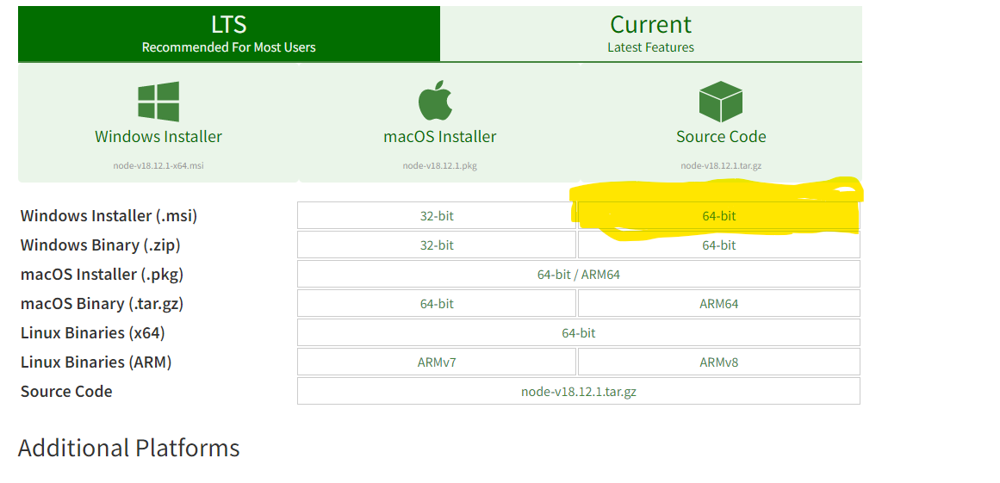 LTS
Recommended For Most Users
Current
Latest Features
Windows Installer
node-v18.12.1-x64.msi
macOS Installer
node-v18.12.1.pkg
Source Code
node-v18.12.1.tar.gz
Windows Installer (.msi) 32-bit 64-bit
Windows Binary (.zip) 32-bit 64-bit
macOS Installer (.pkg) 64-bit / ARM64
macOS Binary (.tar.gz) 64-bit ARM64
Linux Binaries (x64) 64-bit
Linux Binaries (ARM) ARMv7 ARMv8
Source Code node-v18.12.1.tar.gz
Additional Platforms